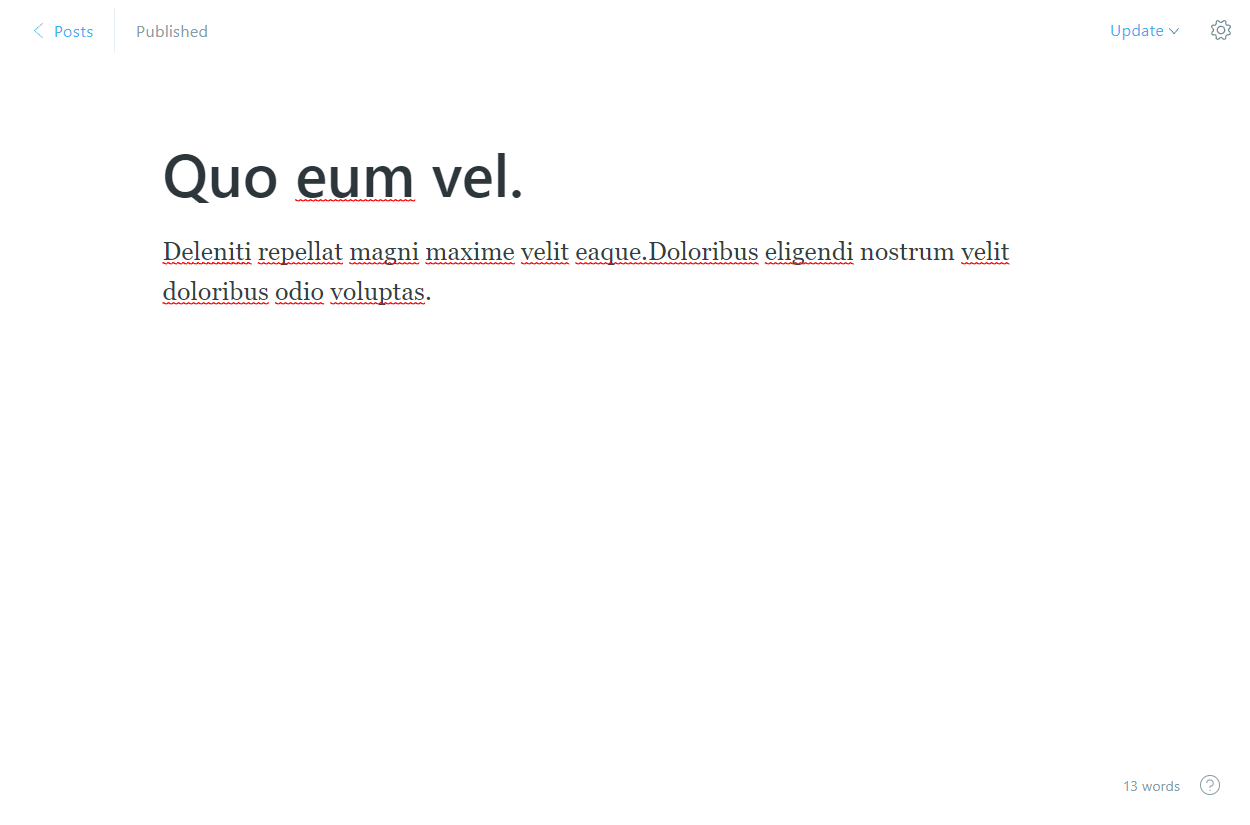 Posts
Published
Update
Quo eum vel.
Deleniti repellat magni maxime velit eaque.Doloribus eligendi nostrum velit
doloribus odio voluptas.
13 words
?